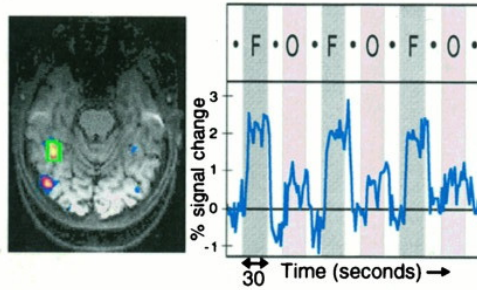 • F • O • F • O • F • O •
3
2
1
0
-1
% signal change
30
Time (seconds) →